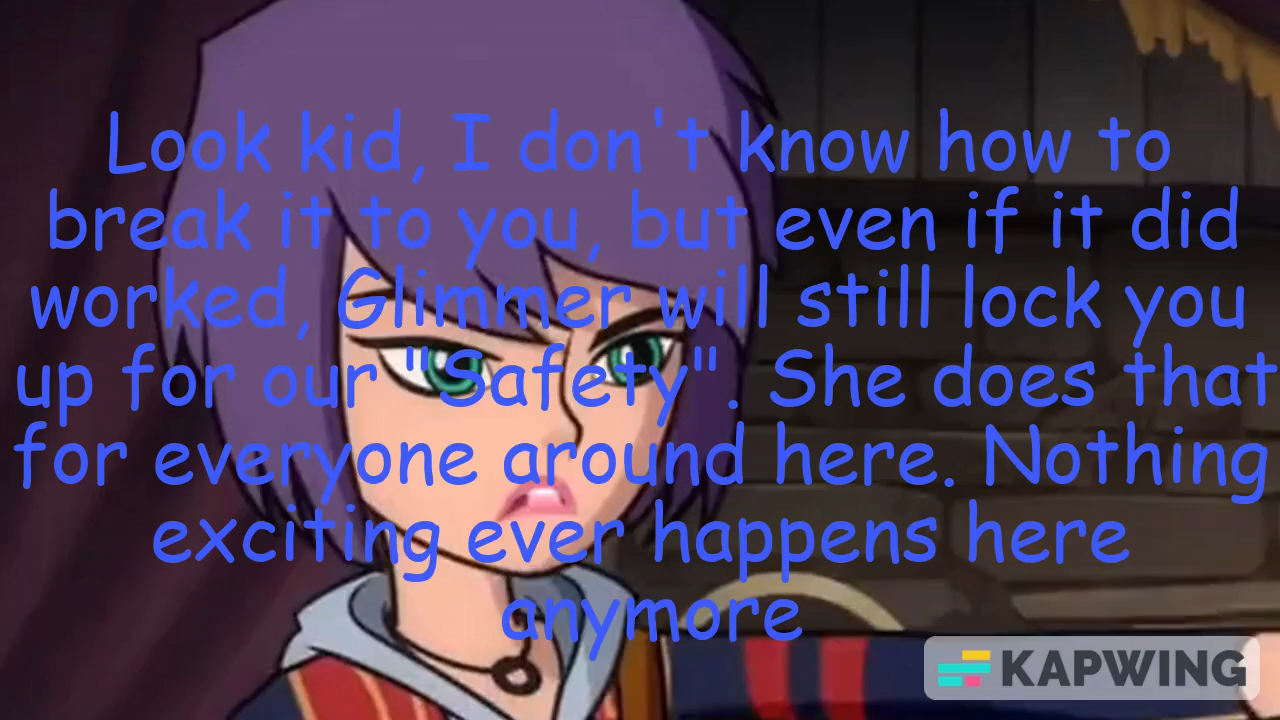 Look kid, I don't know how to
break it to you, but even if it did
worked, Glimmer will still lock you
up for our "Safety". She does that
for everyone around here. Nothing
exciting ever happens here
anymore
KAPWING